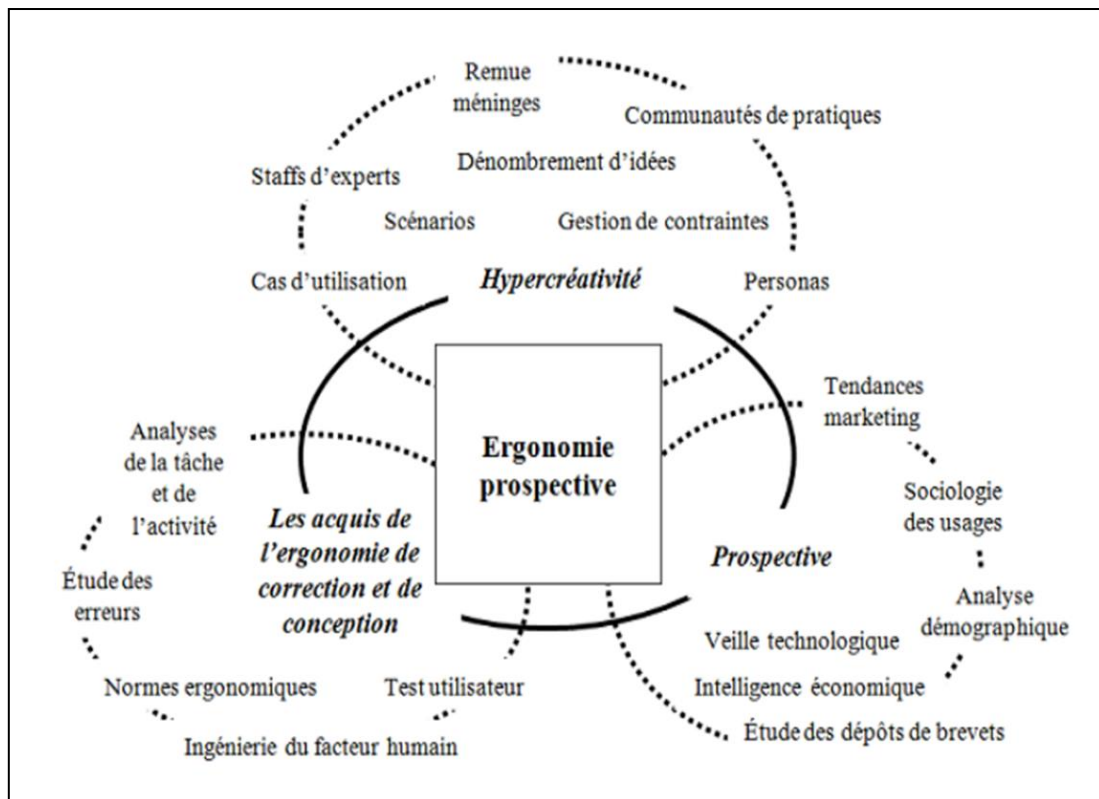 Remue
méninges
Communautés de pratiques
Dénombrement d'idées
Staffs d'experts
Scénarios
Gestion de contraintes
Cas d'utilisation
Hypercréativité
Personas
Tendances
marketing
Analyses
de la tâche
et de
l'activité
Ergonomie
prospective
Sociologie
des usages
Les acquis de
l'ergonomie de
correction et de
conception
Prospective
Étude des
erreurs
Analyse
démographique
Veille technologique
Normes ergonomiques
Test utilisateur
Intelligence économique
Étude des dépôts de brevets
Ingénierie du facteur humain